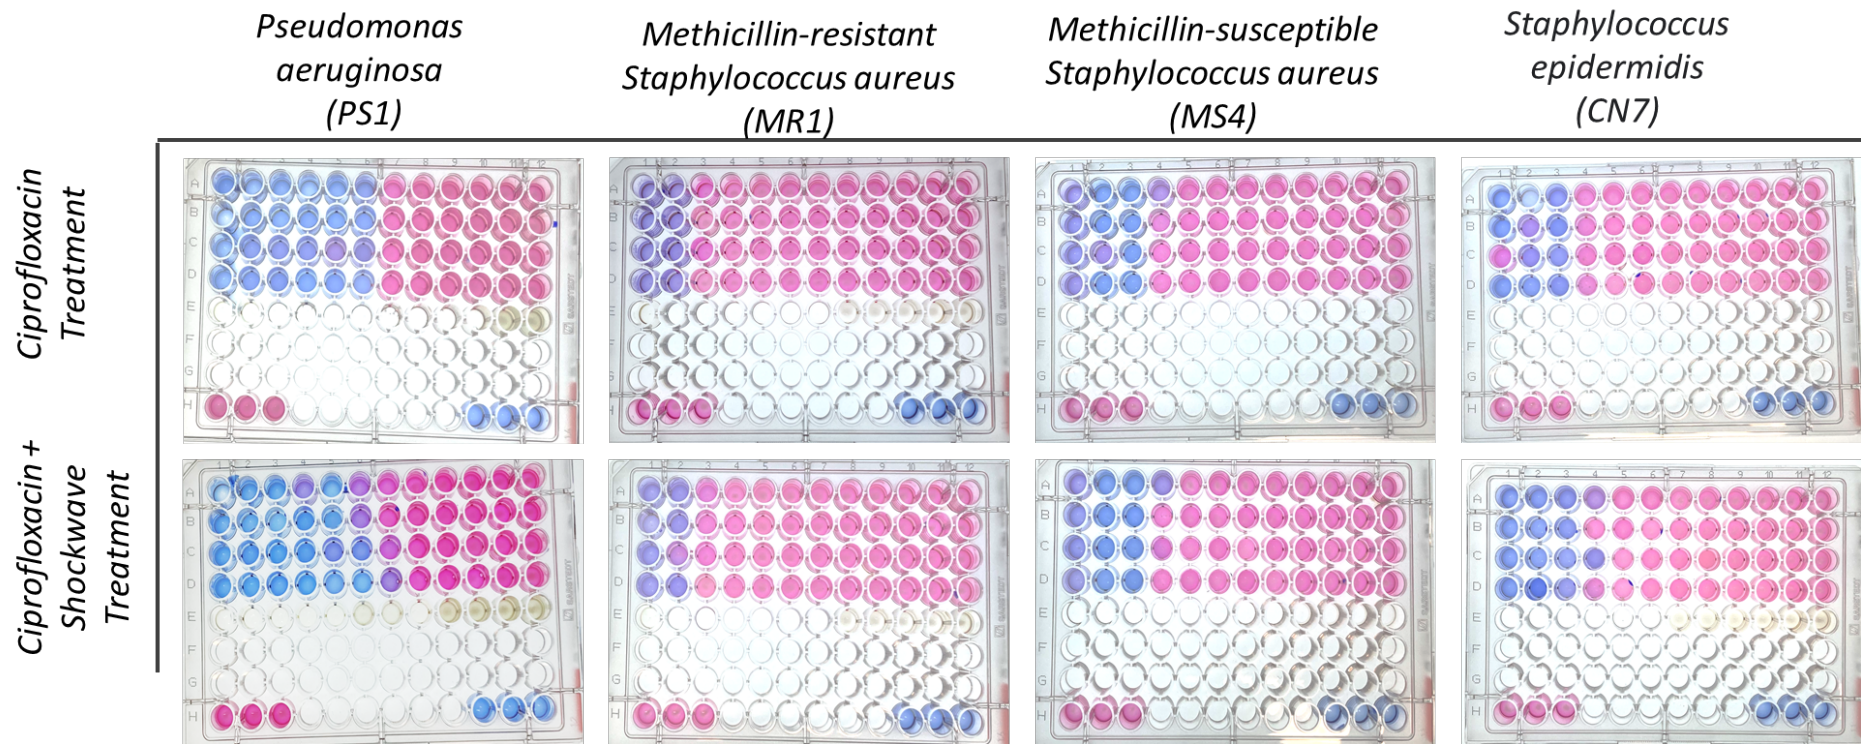 Pseudomonas
aeruginosa
(PS1)
Methicillin-resistant
Staphylococcus aureus
(MR1)
Methicillin-susceptible
Staphylococcus aureus
(MS4)
Staphylococcus
epidermidis
(CN7)
Ciprofloxacin
Treatment
Ciprofloxacin +
Shockwave
Treatment